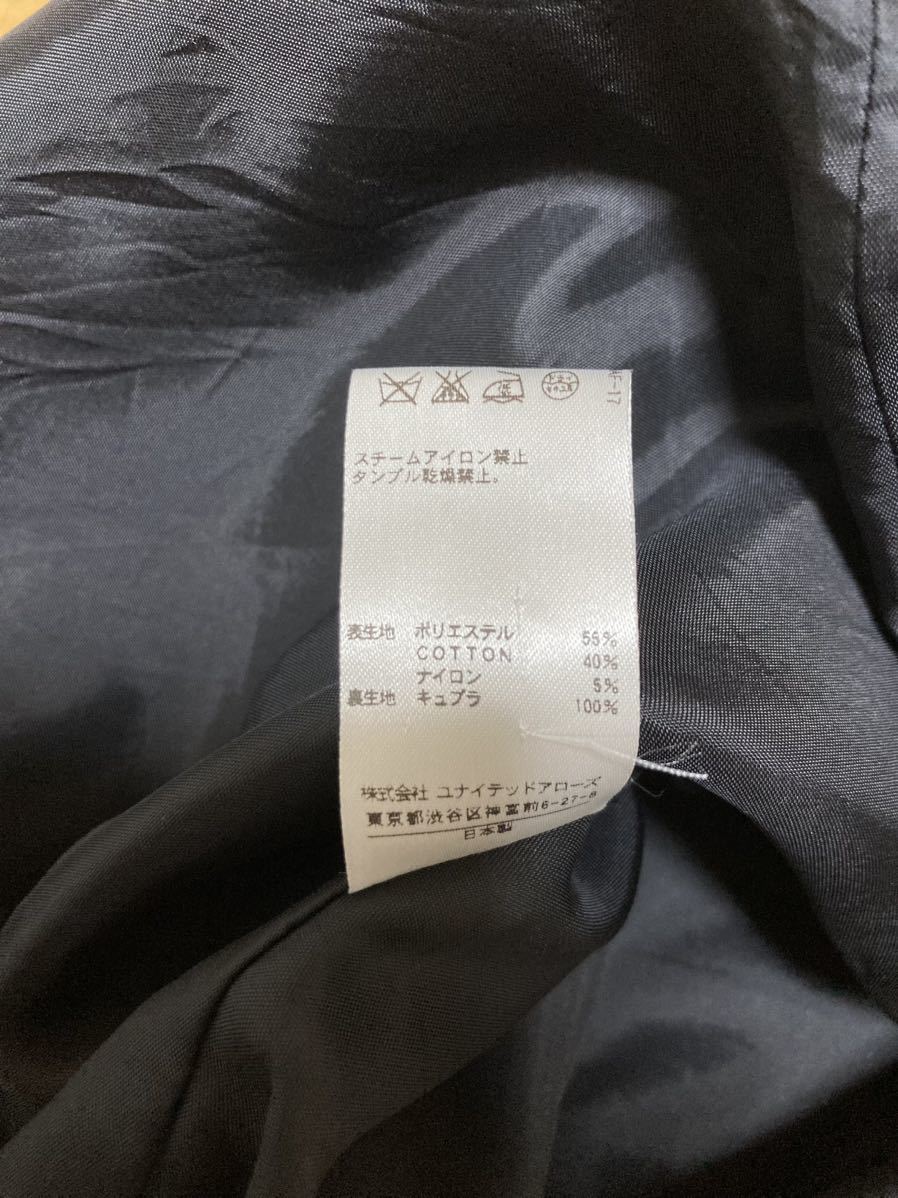 スチームアイロン禁止
タンブル乾燥禁止。
表生地 ポリエステル 55%
COTTON 40%
ナイロン 5%
裏生地 キュプラ 100%
株式会社 ユナイテッドアローズ
東京都渋谷区神宮前6-27-8
日本製